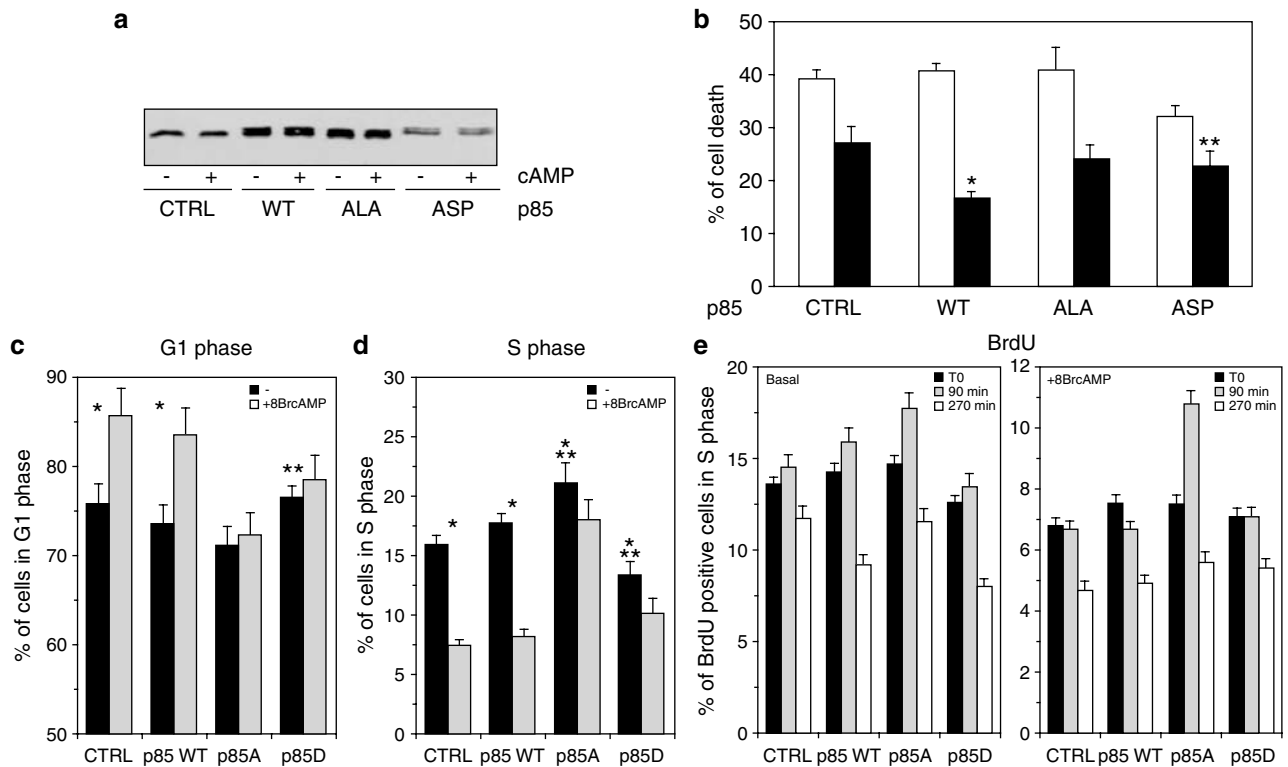 a
- + - + - + - + cAMP
CTRL WT ALA ASP p85
b
% of cell death
50
40
30
20
10
0
*
**
p85 CTRL WT ALA ASP
c
G1 phase
% of cells in G1 phase
90
80
70
60
50
-
+8BrcAMP
*
*
**
CTRL p85 WT p85A p85D
d
S phase
% of cells in S phase
30
25
20
15
10
5
0
-
+8BrcAMP
*
*
*
**
*
**
CTRL p85 WT p85A p85D
e
BrdU
% of BrdU positive cells in S phase
20
15
10
5
0
Basal
T0
90 min
270 min
CTRL p85 WT p85A p85D
12
10
8
6
4
2
0
+8BrcAMP
T0
90 min
270 min
CTRL p85 WT p85A p85D